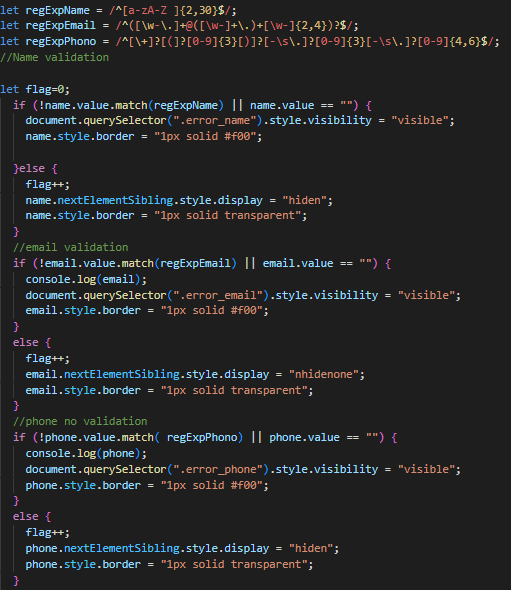 let regExpName = /^[a-zA-Z ]{2,30}$/;
let regExpEmail = /^([\w-\.]+@([\w-]+\.)+[\w-]{2,4})?$/;
let regExpPhono = /^[\+]?[(]?[0-9]{3}[)]?[-\s\.]?[0-9]{3}[-\s\.]?[0-9]{4,6}$/;
//Name validation
let flag=0;
if (!name.value.match(regExpName) || name.value == "") {
document.querySelector(".error_name").style.visibility = "visible";
name.style.border = "1px solid #f00";
}else {
flag++;
name.nextElementSibling.style.display = "hiden";
name.style.border = "1px solid transparent";
}
//email validation
if (!email.value.match(regExpEmail) || email.value == "") {
console.log(email);
document.querySelector(".error_email").style.visibility = "visible";
email.style.border = "1px solid #f00";
}
else {
flag++;
email.nextElementSibling.style.display = "nhidenone";
email.style.border = "1px solid transparent";
}
//phone no validation
if (!phone.value.match( regExpPhono) || phone.value == "") {
console.log(phone);
document.querySelector(".error_phone").style.visibility = "visible";
phone.style.border = "1px solid #f00";
}
else {
flag++;
phone.nextElementSibling.style.display = "hiden";
phone.style.border = "1px solid transparent";
}